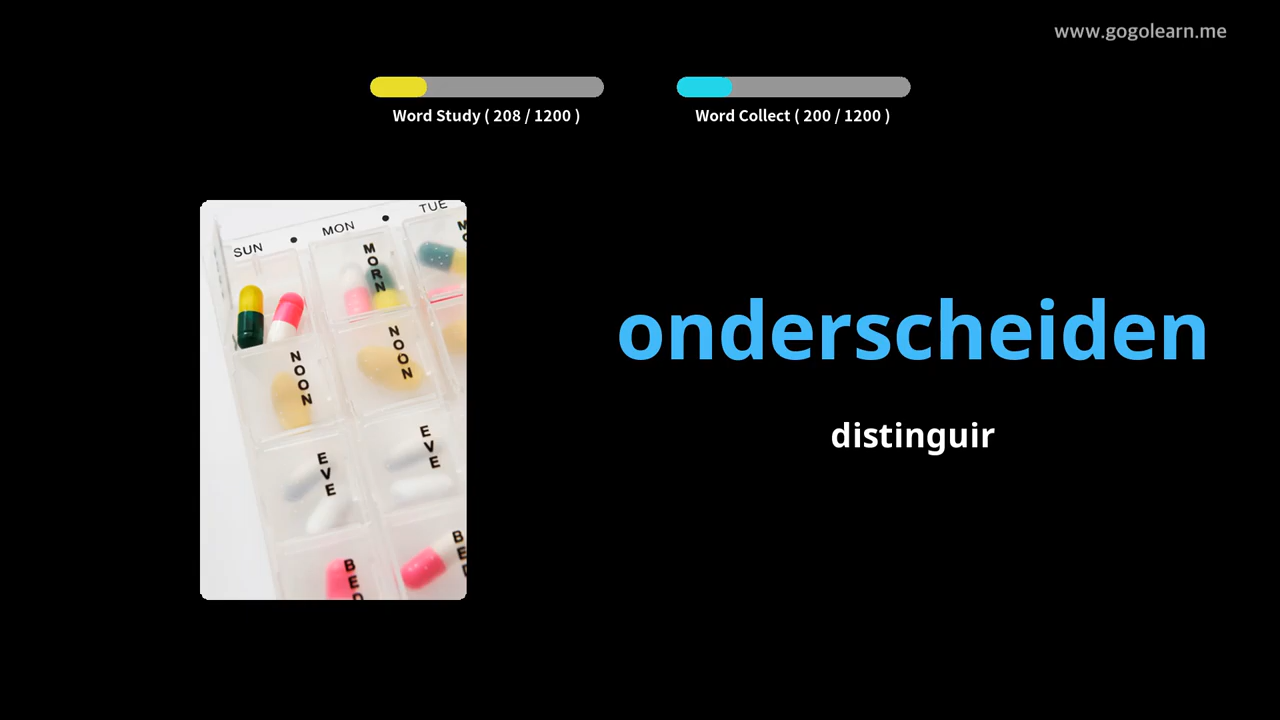 www.gogolearn.me
Word Study ( 208 / 1200 )
Word Collect ( 200 / 1200 )
SUN
MON
TUE
MORN
NOON
NOON
EVE
EVE
BED
onderscheiden
distinguir